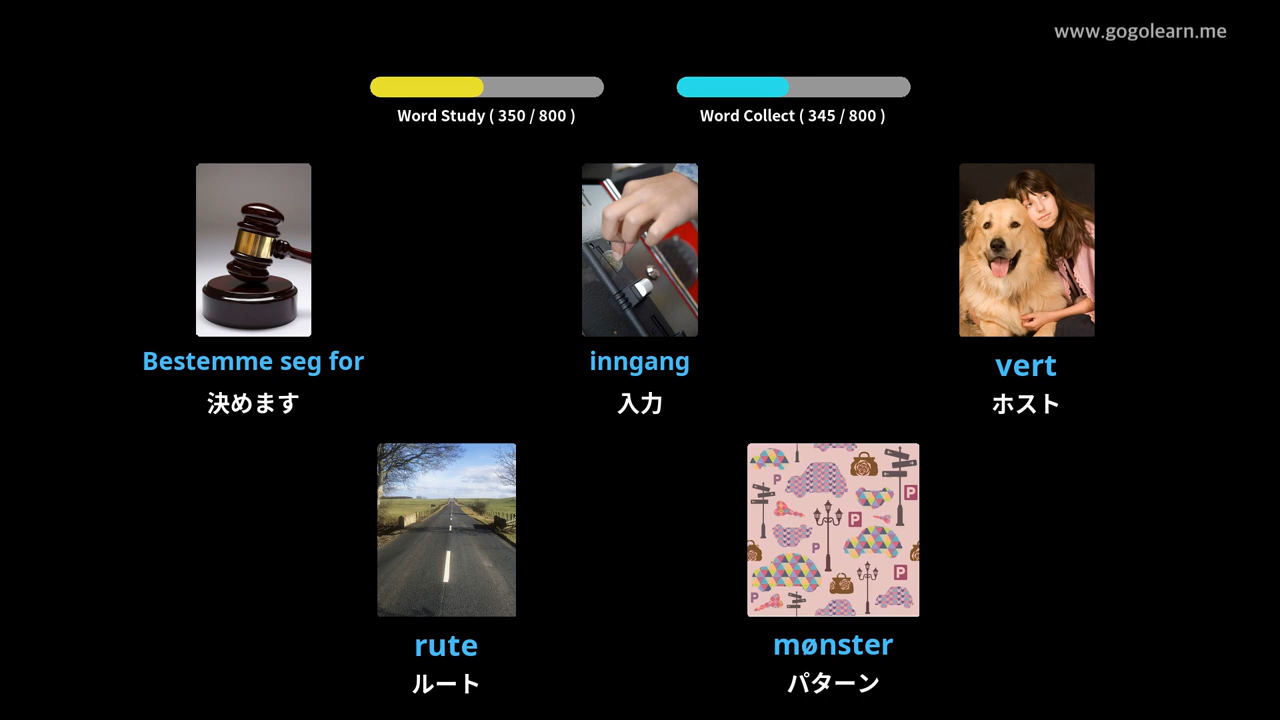 www.gogolearn.me
Word Study ( 350 / 800 )
Word Collect ( 345 / 800 )
Bestemme seg for
決めます
inngang
入力
vert
ホスト
P
P
P
P
P
P
rute
ルート
mønster
パターン